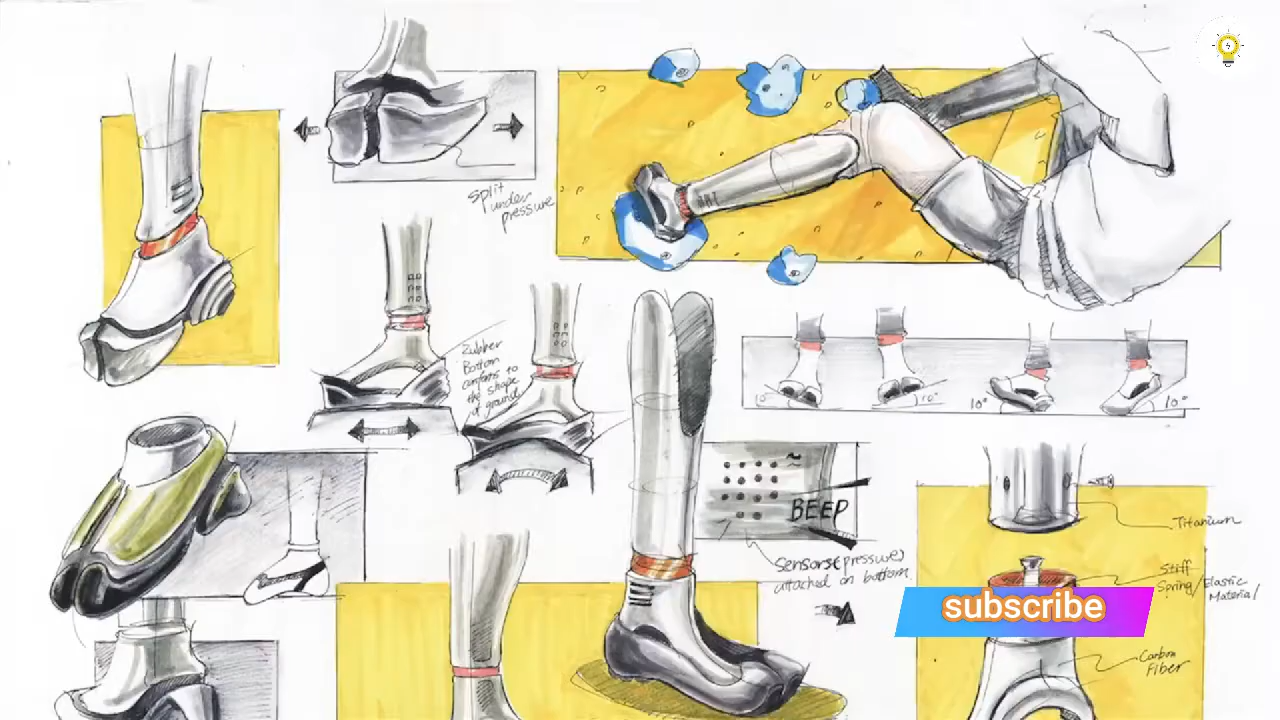 Split
under
pressure
Rubber
Bottom
conforts to
the shape
of ground
10°
10°
10°
10°
BEEP
Sensors(pressure)
attached on bottom.
Titanium
Stiff
Spring/Elastic
Material
subscribe
Carbon
Fiber